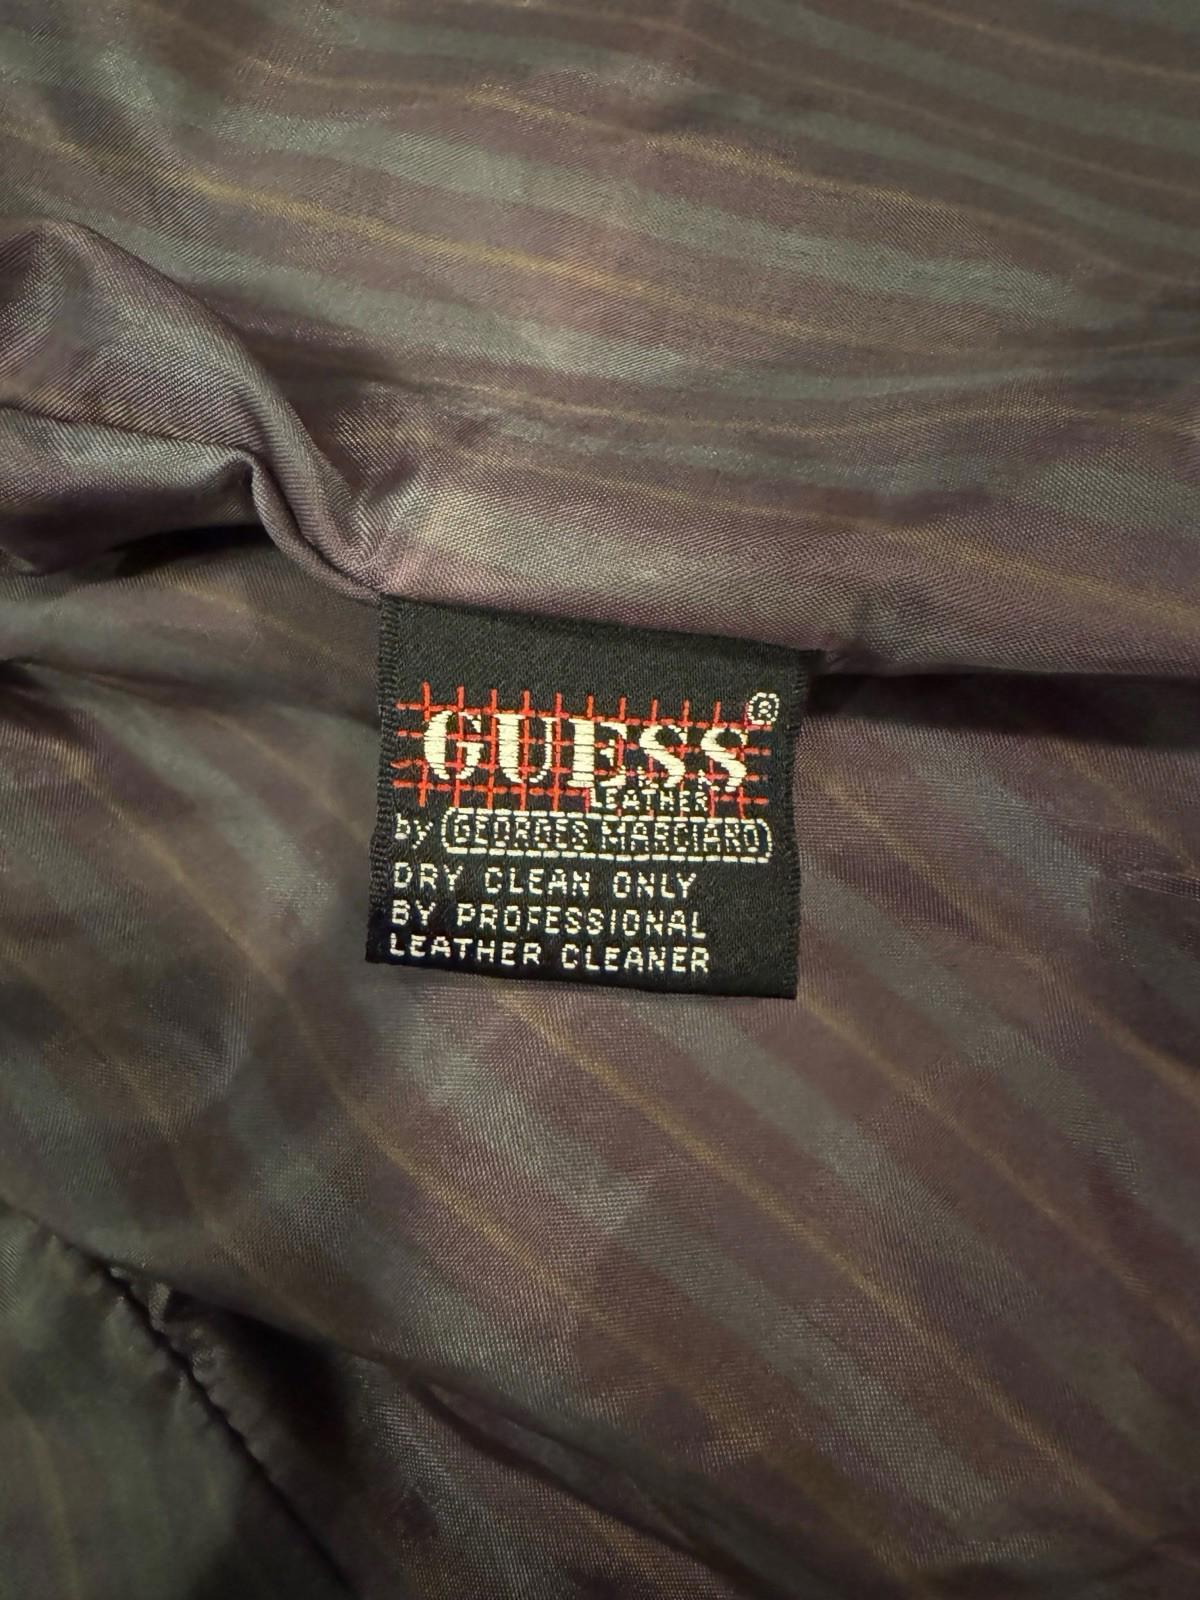 GUESS®
LEATHER
by GEORGES MARCIANO
DRY CLEAN ONLY
BY PROFESSIONAL
LEATHER CLEANER